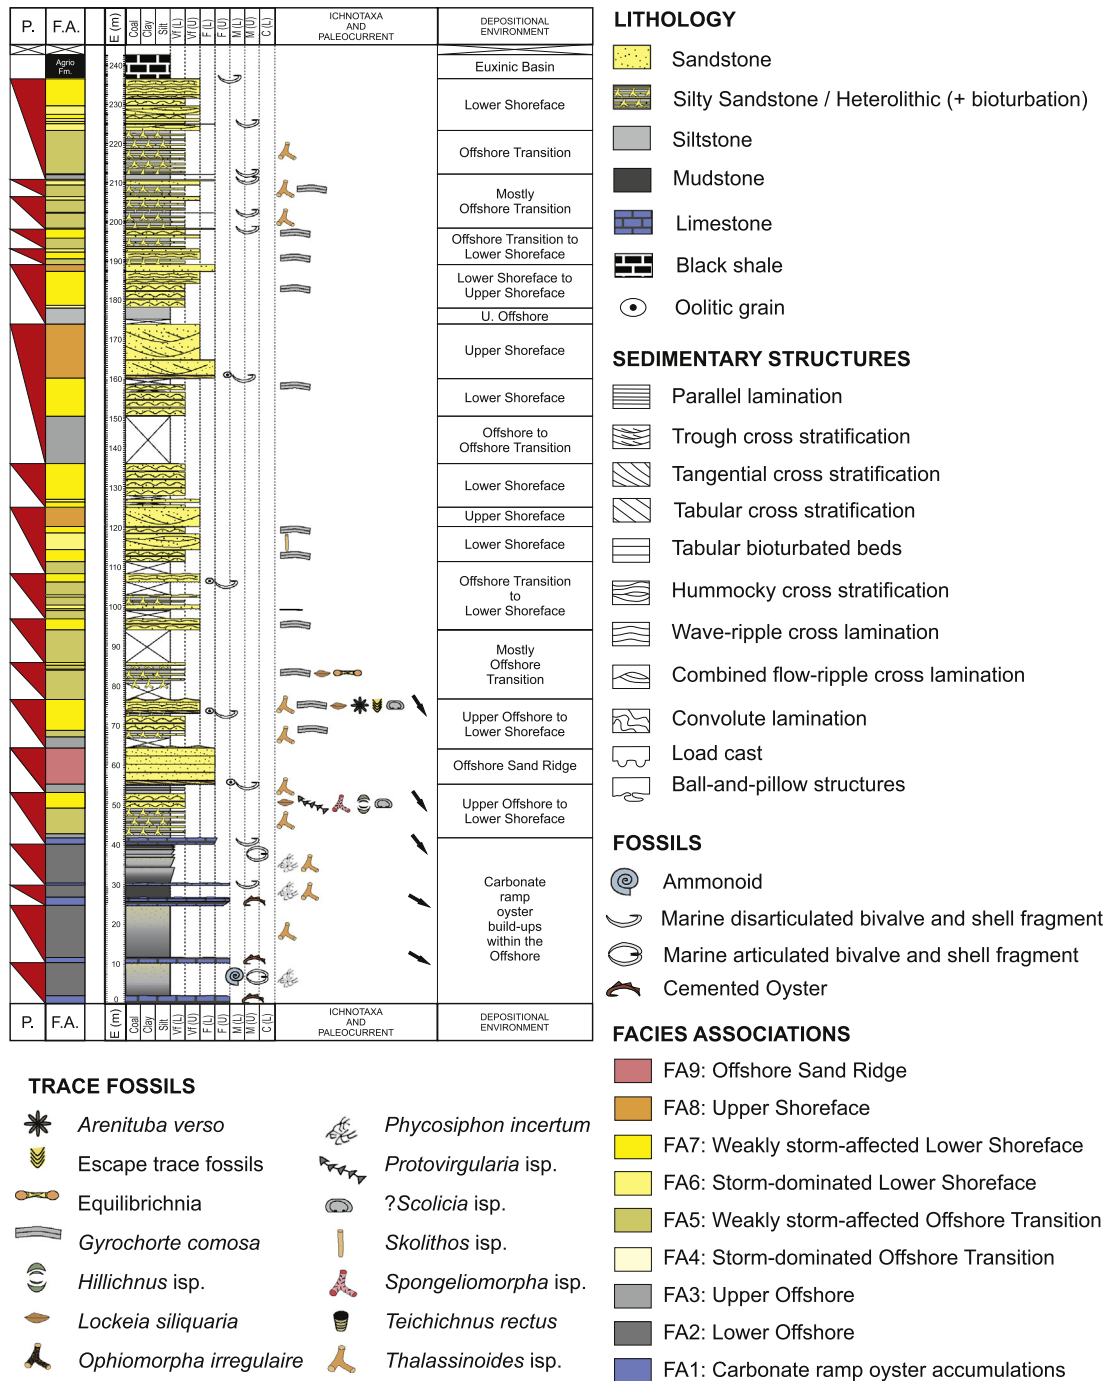 P.
F.A.
E (m)
Coal
Clay
Silt
Vf (L)
Vf (U)
F (L)
F (U)
M (L)
M (U)
C (L)
ICHNOTAXA
AND
PALEOCURRENT
DEPOSITIONAL
ENVIRONMENT
Agrio
Fm.
240
230
220
210
200
190
180
170
160
150
140
130
120
110
100
90
80
70
60
50
40
30
20
10
0
Euxinic Basin
Lower Shoreface
Offshore Transition
Mostly
Offshore Transition
Offshore Transition to
Lower Shoreface
Lower Shoreface to
Upper Shoreface
U. Offshore
Upper Shoreface
Lower Shoreface
Offshore to
Offshore Transition
Lower Shoreface
Upper Shoreface
Lower Shoreface
Offshore Transition
to
Lower Shoreface
Mostly
Offshore
Transition
Upper Offshore to
Lower Shoreface
Offshore Sand Ridge
Upper Offshore to
Lower Shoreface
Carbonate
ramp
oyster
build-ups
within the
Offshore
P.
F.A.
E (m)
Coal
Clay
Silt
Vf (L)
Vf (U)
F (L)
F (U)
M (L)
M (U)
C (L)
ICHNOTAXA
AND
PALEOCURRENT
DEPOSITIONAL
ENVIRONMENT
TRACE FOSSILS
Arenituba verso
Escape trace fossils
Equilibrichnia
Gyrochorte comosa
Hillichnus isp.
Lockeia siliquaria
Ophiomorpha irregulaire
Phycosiphon incertum
Protovirgularia isp.
?Scolicia isp.
Skolithos isp.
Spongeliomorpha isp.
Teichichnus rectus
Thalassinoides isp.
LITHOLOGY
Sandstone
Silty Sandstone / Heterolithic (+ bioturbation)
Siltstone
Mudstone
Limestone
Black shale
Oolitic grain
SEDIMENTARY STRUCTURES
Parallel lamination
Trough cross stratification
Tangential cross stratification
Tabular cross stratification
Tabular bioturbated beds
Hummocky cross stratification
Wave-ripple cross lamination
Combined flow-ripple cross lamination
Convolute lamination
Load cast
Ball-and-pillow structures
FOSSILS
Ammonoid
Marine disarticulated bivalve and shell fragment
Marine articulated bivalve and shell fragment
Cemented Oyster
FACIES ASSOCIATIONS
FA9: Offshore Sand Ridge
FA8: Upper Shoreface
FA7: Weakly storm-affected Lower Shoreface
FA6: Storm-dominated Lower Shoreface
FA5: Weakly storm-affected Offshore Transition
FA4: Storm-dominated Offshore Transition
FA3: Upper Offshore
FA2: Lower Offshore
FA1: Carbonate ramp oyster accumulations